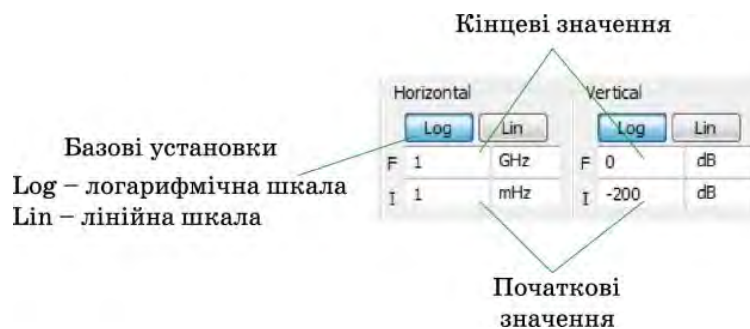 Кінцеві значення
Horizontal
Vertical
Log Lin
Log Lin
Базові установки
Log – логарифмічна шкала
Lin – лінійна шкала
F 1 GHz
F 0 dB
I 1 mHz
I -200 dB
Початкові
значення